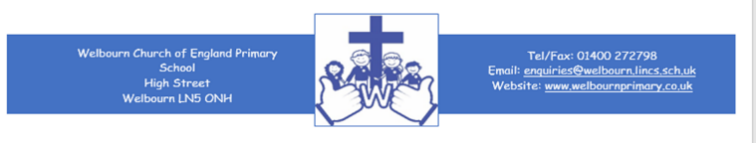 Welbourn Church of England Primary
School
High Street
Welbourn LN5 0NH
W
Tel/Fax: 01400 272798
Email: enquiries@welbourn.lincs.sch.uk
Website: www.welbournprimary.co.uk